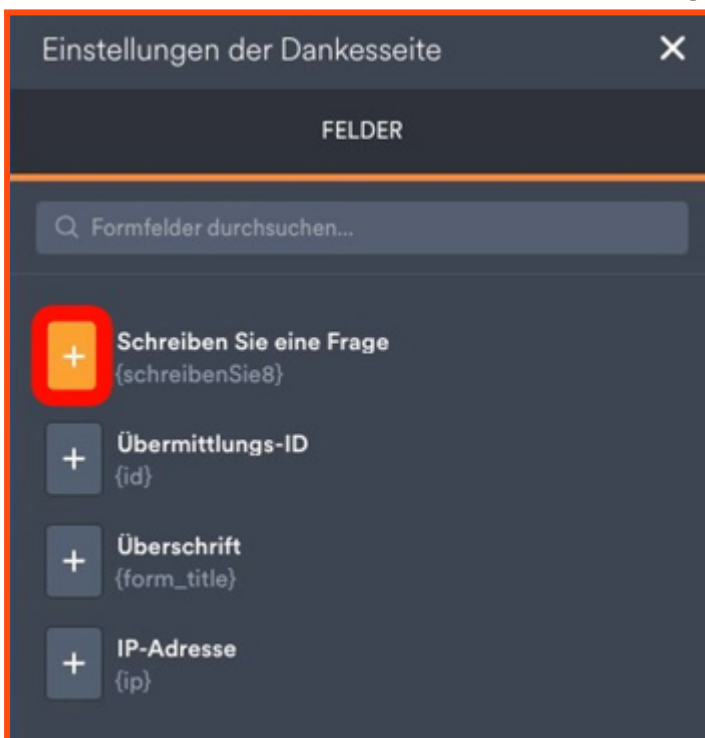 Einstellungen der Dankesseite
FELDER
Formfelder durchsuchen...
Schreiben Sie eine Frage
{schreibenSie8}
Übermittlungs-ID
{id}
Überschrift
{form_title}
IP-Adresse
{ip}